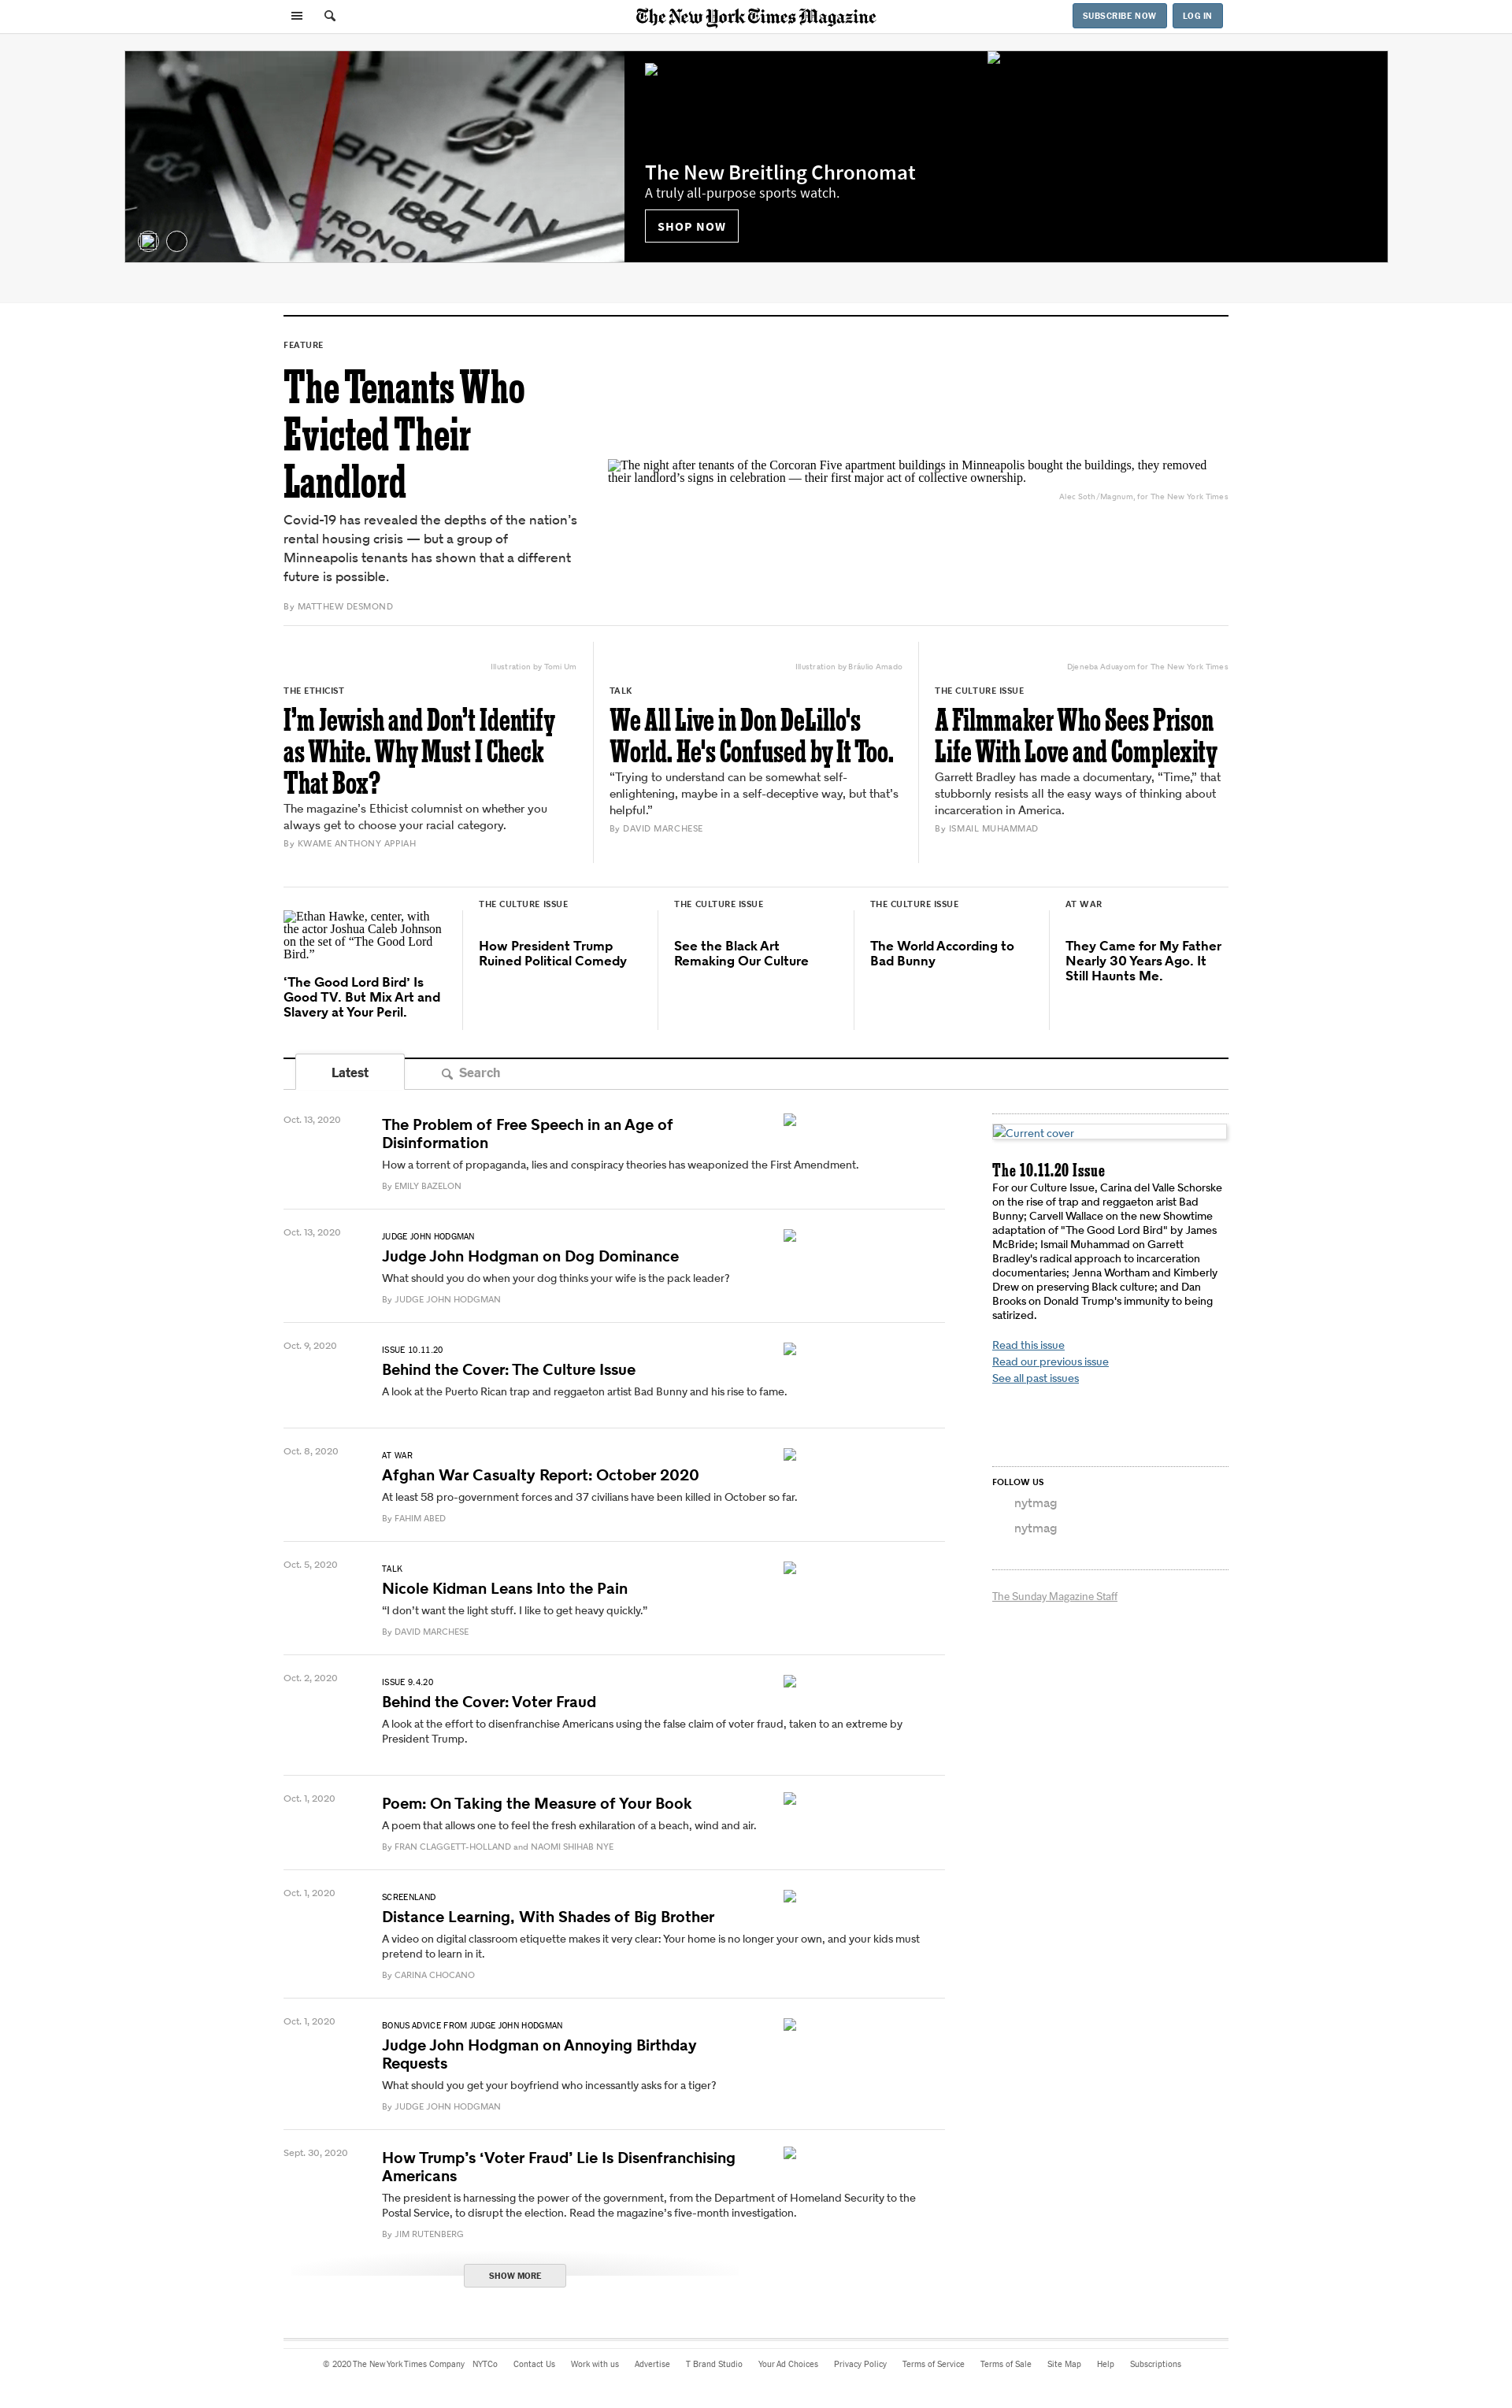 The New York Times Magazine
SUBSCRIBE NOW
LOG IN
BREITLIN
1884
CHRONOM
CHRONOM
The New Breitling Chronomat
A truly all-purpose sports watch.
SHOP NOW
FEATURE
The Tenants Who
Evicted Their
Landlord
Covid-19 has revealed the depths of the nation’s
rental housing crisis — but a group of
Minneapolis tenants has shown that a different
future is possible.
By MATTHEW DESMOND
The night after tenants of the Corcoran Five apartment buildings in Minneapolis bought the buildings, they removed
their landlord’s signs in celebration — their first major act of collective ownership.
Alec Soth/Magnum, for The New York Times
Illustration by Tomi Um
THE ETHICIST
I’m Jewish and Don’t Identify
as White. Why Must I Check
That Box?
The magazine’s Ethicist columnist on whether you
always get to choose your racial category.
By KWAME ANTHONY APPIAH
Illustration by Bráulio Amado
TALK
We All Live in Don DeLillo's
World. He's Confused by It Too.
“Trying to understand can be somewhat self-
enlightening, maybe in a self-deceptive way, but that’s
helpful.”
By DAVID MARCHESE
Djeneba Aduayom for The New York Times
THE CULTURE ISSUE
A Filmmaker Who Sees Prison
Life With Love and Complexity
Garrett Bradley has made a documentary, “Time,” that
stubbornly resists all the easy ways of thinking about
incarceration in America.
By ISMAIL MUHAMMAD
Ethan Hawke, center, with
the actor Joshua Caleb Johnson
on the set of “The Good Lord
Bird.”
‘The Good Lord Bird’ Is
Good TV. But Mix Art and
Slavery at Your Peril.
THE CULTURE ISSUE
How President Trump
Ruined Political Comedy
THE CULTURE ISSUE
See the Black Art
Remaking Our Culture
THE CULTURE ISSUE
The World According to
Bad Bunny
AT WAR
They Came for My Father
Nearly 30 Years Ago. It
Still Haunts Me.
Latest
Search
Oct. 13, 2020
The Problem of Free Speech in an Age of
Disinformation
How a torrent of propaganda, lies and conspiracy theories has weaponized the First Amendment.
By EMILY BAZELON
Oct. 13, 2020
JUDGE JOHN HODGMAN
Judge John Hodgman on Dog Dominance
What should you do when your dog thinks your wife is the pack leader?
By JUDGE JOHN HODGMAN
Oct. 9, 2020
ISSUE 10.11.20
Behind the Cover: The Culture Issue
A look at the Puerto Rican trap and reggaeton artist Bad Bunny and his rise to fame.
Oct. 8, 2020
AT WAR
Afghan War Casualty Report: October 2020
At least 58 pro-government forces and 37 civilians have been killed in October so far.
By FAHIM ABED
Oct. 5, 2020
TALK
Nicole Kidman Leans Into the Pain
“I don’t want the light stuff. I like to get heavy quickly.”
By DAVID MARCHESE
Oct. 2, 2020
ISSUE 9.4.20
Behind the Cover: Voter Fraud
A look at the effort to disenfranchise Americans using the false claim of voter fraud, taken to an extreme by
President Trump.
Oct. 1, 2020
Poem: On Taking the Measure of Your Book
A poem that allows one to feel the fresh exhilaration of a beach, wind and air.
By FRAN CLAGGETT-HOLLAND and NAOMI SHIHAB NYE
Oct. 1, 2020
SCREENLAND
Distance Learning, With Shades of Big Brother
A video on digital classroom etiquette makes it very clear: Your home is no longer your own, and your kids must
pretend to learn in it.
By CARINA CHOCANO
Oct. 1, 2020
BONUS ADVICE FROM JUDGE JOHN HODGMAN
Judge John Hodgman on Annoying Birthday
Requests
What should you get your boyfriend who incessantly asks for a tiger?
By JUDGE JOHN HODGMAN
Sept. 30, 2020
How Trump’s ‘Voter Fraud’ Lie Is Disenfranchising
Americans
The president is harnessing the power of the government, from the Department of Homeland Security to the
Postal Service, to disrupt the election. Read the magazine’s five-month investigation.
By JIM RUTENBERG
SHOW MORE
Current cover
The 10.11.20 Issue
For our Culture Issue, Carina del Valle Schorske
on the rise of trap and reggaeton arist Bad
Bunny; Carvell Wallace on the new Showtime
adaptation of "The Good Lord Bird" by James
McBride; Ismail Muhammad on Garrett
Bradley's radical approach to incarceration
documentaries; Jenna Wortham and Kimberly
Drew on preserving Black culture; and Dan
Brooks on Donald Trump's immunity to being
satirized.
Read this issue
Read our previous issue
See all past issues
FOLLOW US
nytmag
nytmag
The Sunday Magazine Staff
© 2020 The New York Times Company NYTCo Contact Us Work with us Advertise T Brand Studio Your Ad Choices Privacy Policy Terms of Service Terms of Sale Site Map Help Subscriptions